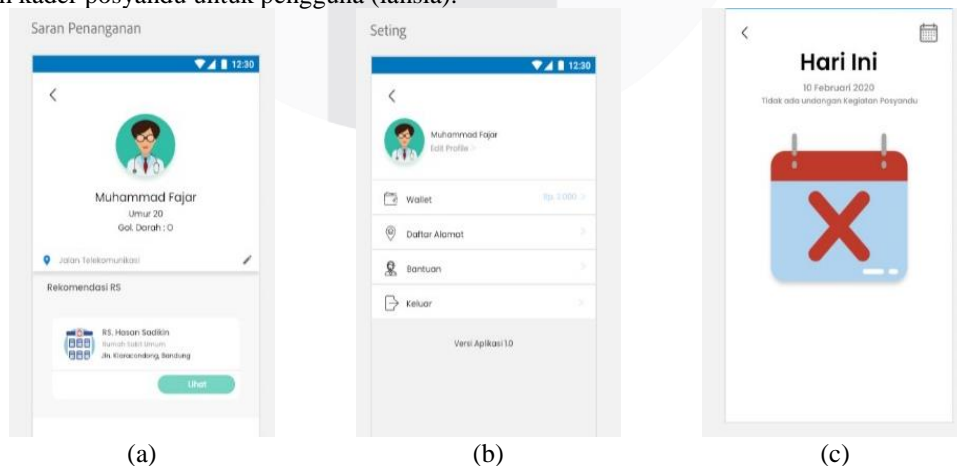 kader posyandu untuk pengguna (lansia).
Saran Penanganan
12:30
Muhammad Fajar
Umur 20
Gol. Darah : O
Jalan Telekomunikasi
Rekomendasi RS
RS. Hasan Sadikin
Rumah Sakit Umum
Jln. Kiaracondong, Bandung
Lihat
(a)
Seting
12:30
Muhammad Fajar
Edit Profile >
Wallet
Rp 2.000 >
Daftar Alamat >
Bantuan >
Keluar >
Versi Aplikasi 1.0
(b)
Hari Ini
10 Februari 2020
Tidak ada undangan Kegiatan Posyandu
(c)